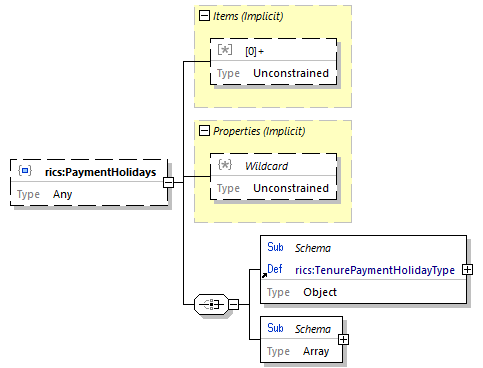 Items (Implicit)
[0]+
Type Unconstrained
Properties (Implicit)
Wildcard
Type Unconstrained
rics:PaymentHolidays
Type Any
Sub Schema
Def rics:TenurePaymentHolidayType
Type Object
Sub Schema
Type Array